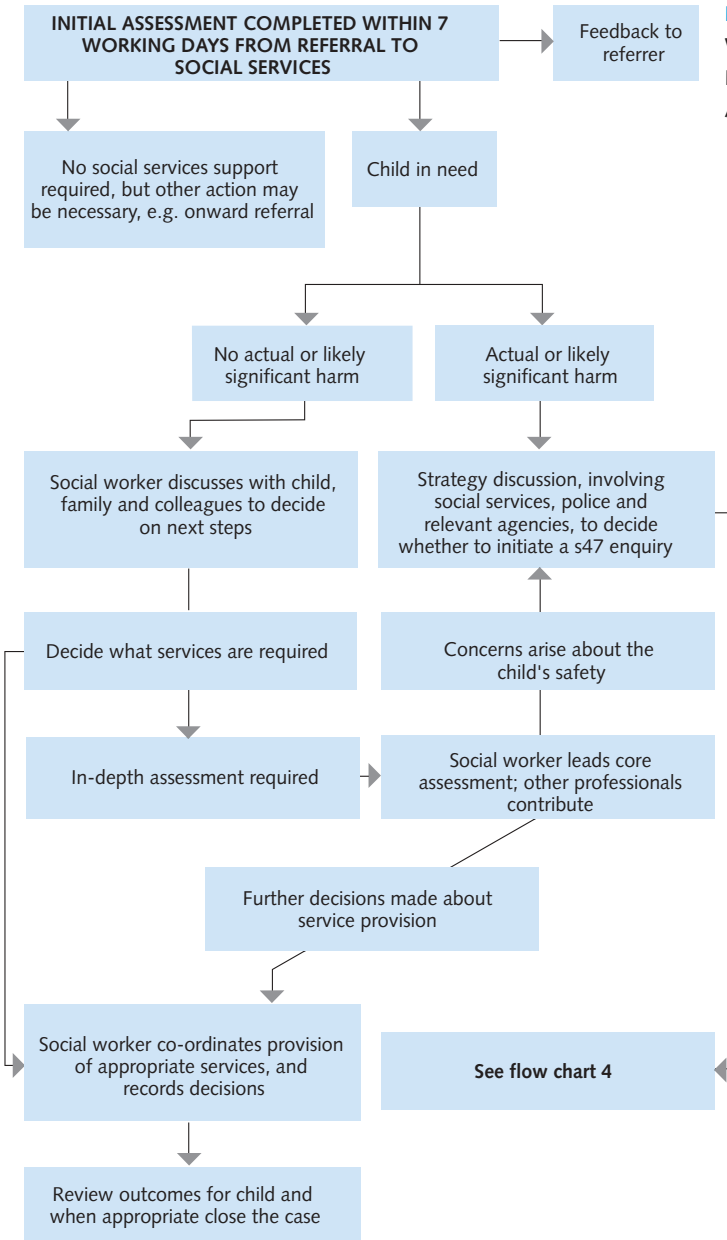 INITIAL ASSESSMENT COMPLETED WITHIN 7
WORKING DAYS FROM REFERRAL TO
SOCIAL SERVICES
Feedback to
referrer
No social services support
required, but other action may
be necessary, e.g. onward referral
Child in need
No actual or likely
significant harm
Actual or likely
significant harm
Social worker discusses with child,
family and colleagues to decide
on next steps
Strategy discussion, involving
social services, police and
relevant agencies, to decide
whether to initiate a s47 enquiry
Decide what services are required
Concerns arise about the
child's safety
In-depth assessment required
Social worker leads core
assessment; other professionals
contribute
Further decisions made about
service provision
Social worker co-ordinates provision
of appropriate services, and
records decisions
See flow chart 4
Review outcomes for child and
when appropriate close the case